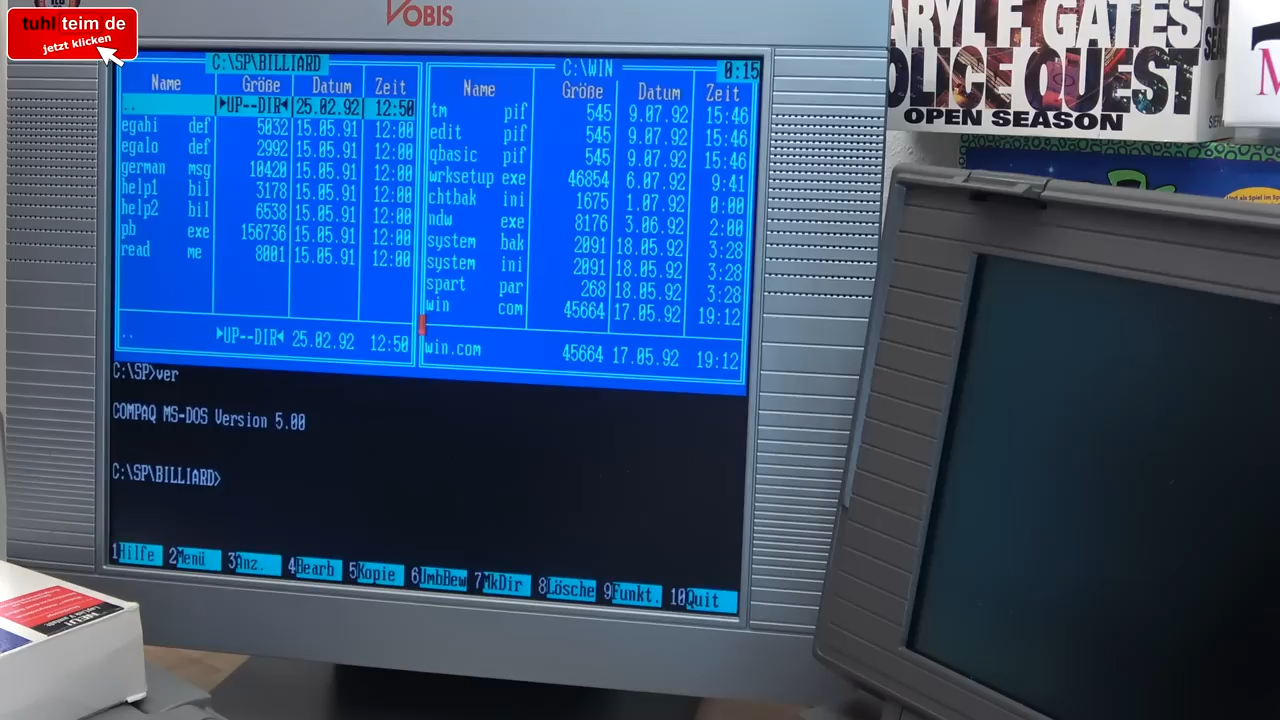 tuhl teim de
jetzt klicken
VOBIS
C:\SP\BILLIARD
Name Größe Datum Zeit
.. ►UP--DIR◄ 25.02.92 12:50
egahi def 5032 15.05.91 12:00
egalo def 2992 15.05.91 12:00
german msg 10420 15.05.91 12:00
help1 bil 3178 15.05.91 12:00
help2 bil 6538 15.05.91 12:00
pb exe 156736 15.05.91 12:00
read me 8001 15.05.91 12:00
.. ►UP--DIR◄ 25.02.92 12:50
C:\WIN 0:15
Name Größe Datum Zeit
tm pif 545 9.07.92 15:46
edit pif 545 9.07.92 15:46
qbasic pif 545 9.07.92 15:46
wrksetup exe 46854 6.07.92 9:41
chtbak ini 1675 1.07.92 0:00
ndw exe 8176 3.06.92 2:00
system bak 2091 18.05.92 3:28
system ini 2091 18.05.92 3:28
spart par 268 18.05.92 3:28
win com 45664 17.05.92 19:12
win.com 45664 17.05.92 19:12
C:\SP>ver
COMPAQ MS-DOS Version 5.00
C:\SP\BILLIARD>
1Hilfe 2Menü 3Anz. 4Bearb 5Kopie 6UmbBew 7MkDir 8Lösche 9Funkt. 10Quit
ARYL F. GATES
POLICE QUEST
OPEN SEASON
NEU!